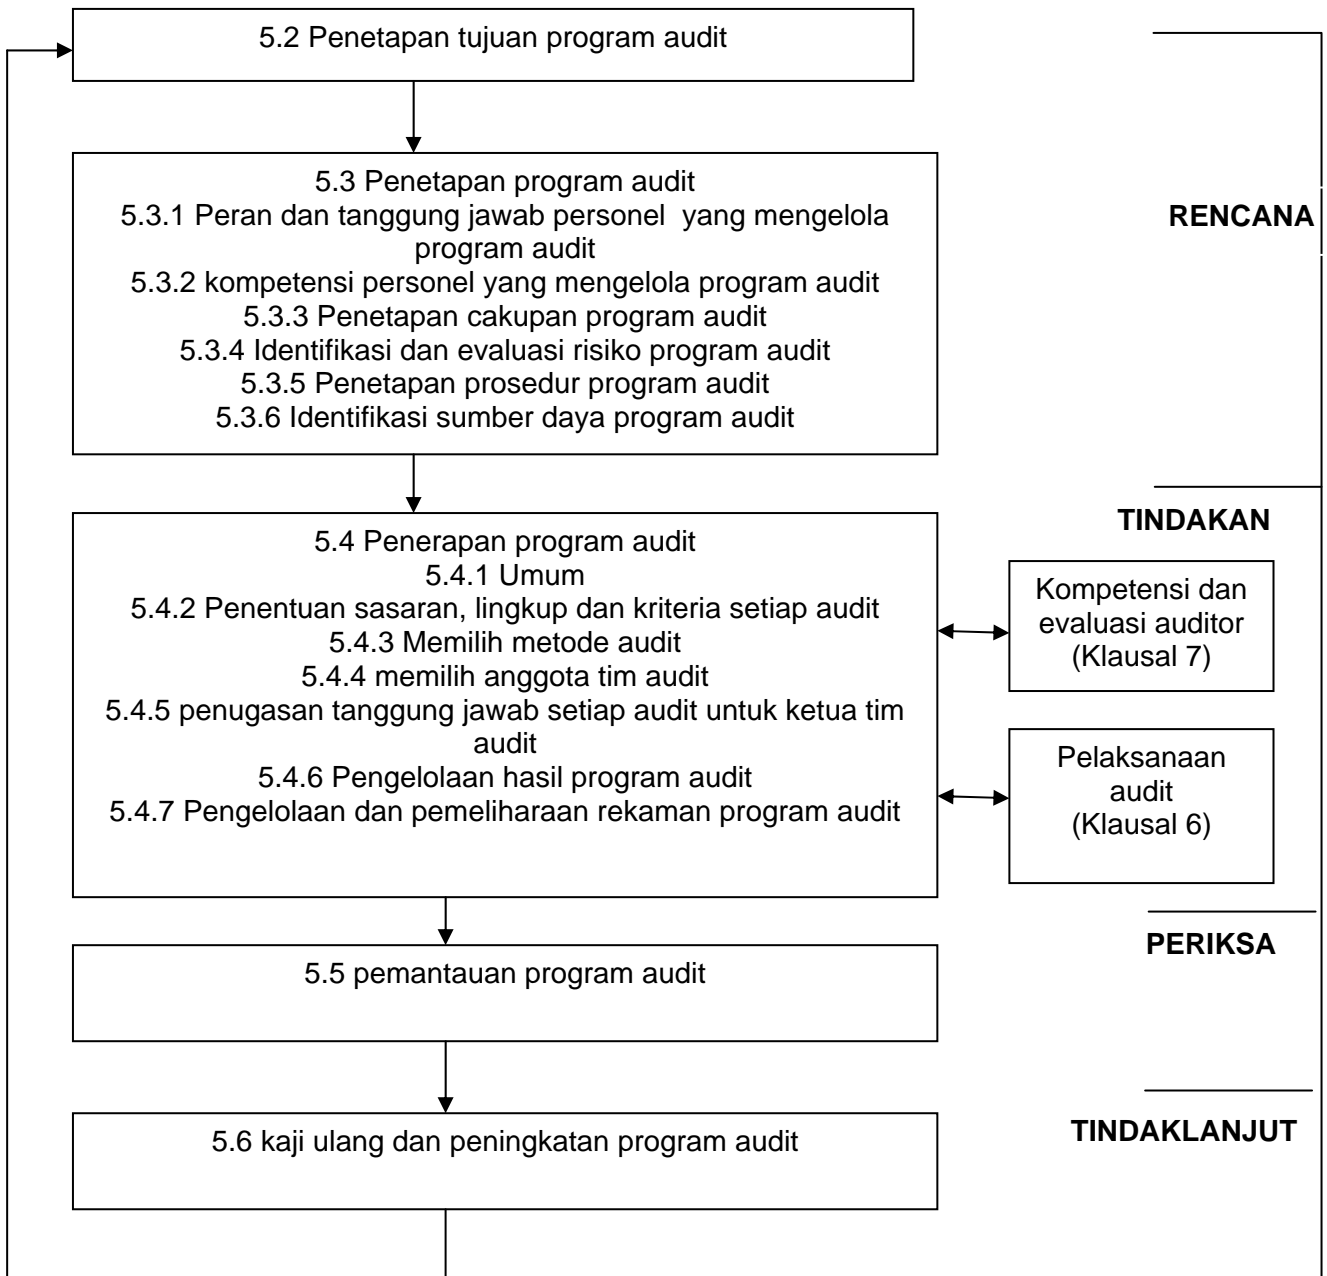 5.2 Penetapan tujuan program audit
5.3 Penetapan program audit
5.3.1 Peran dan tanggung jawab personel yang mengelola
program audit
5.3.2 kompetensi personel yang mengelola program audit
5.3.3 Penetapan cakupan program audit
5.3.4 Identifikasi dan evaluasi risiko program audit
5.3.5 Penetapan prosedur program audit
5.3.6 Identifikasi sumber daya program audit
RENCANA
5.4 Penerapan program audit
5.4.1 Umum
5.4.2 Penentuan sasaran, lingkup dan kriteria setiap audit
5.4.3 Memilih metode audit
5.4.4 memilih anggota tim audit
5.4.5 penugasan tanggung jawab setiap audit untuk ketua tim
audit
5.4.6 Pengelolaan hasil program audit
5.4.7 Pengelolaan dan pemeliharaan rekaman program audit
TINDAKAN
Kompetensi dan
evaluasi auditor
(Klausal 7)
Pelaksanaan
audit
(Klausal 6)
5.5 pemantauan program audit
PERIKSA
5.6 kaji ulang dan peningkatan program audit
TINDAKLANJUT